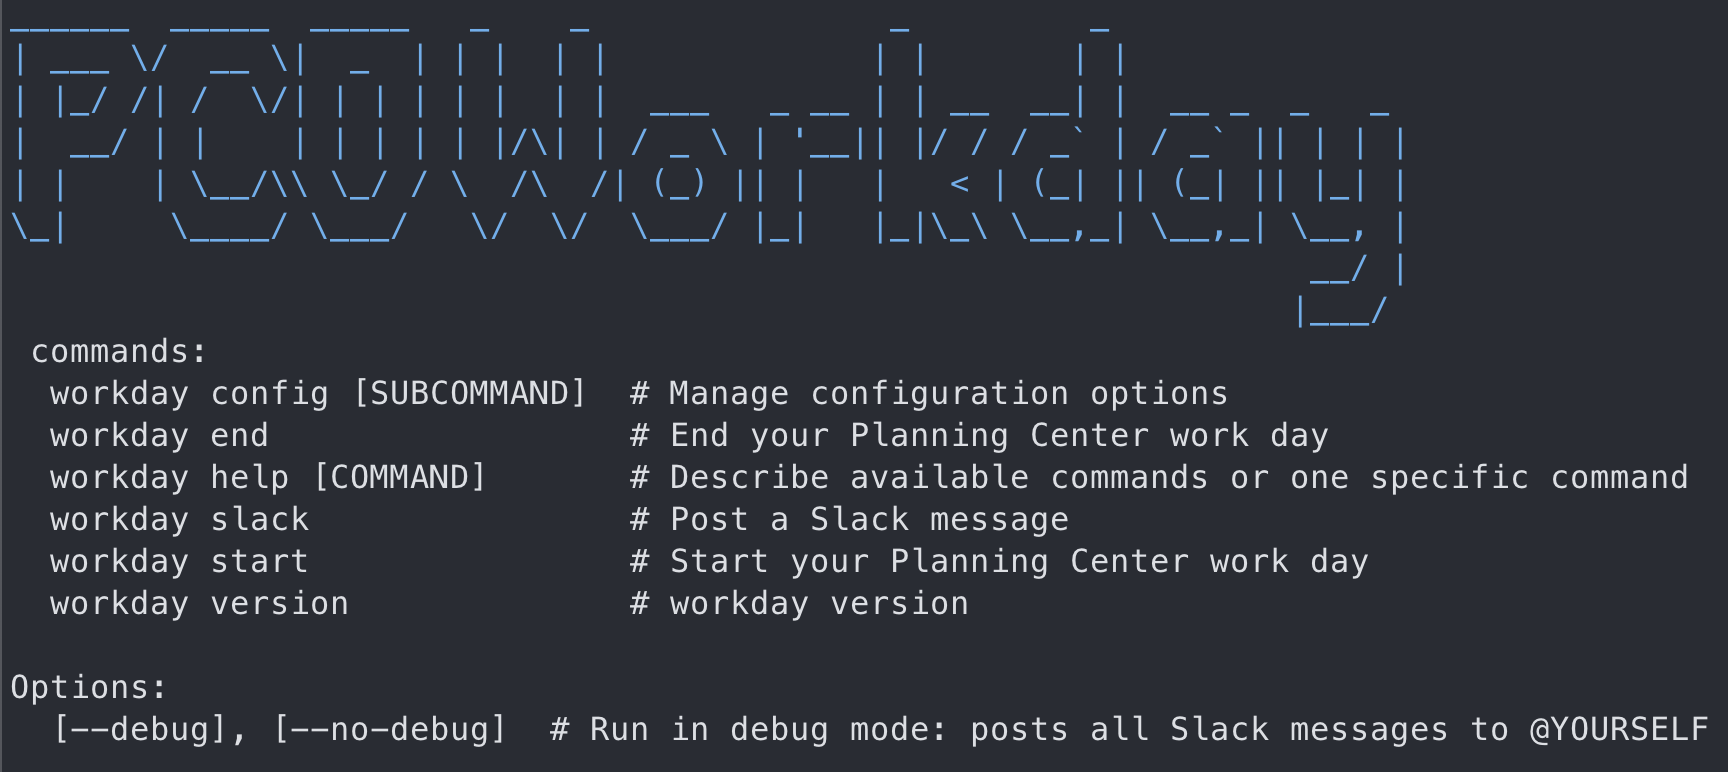 PCOWorkday
commands:
workday config [SUBCOMMAND]  # Manage configuration options
workday end                  # End your Planning Center work day
workday help [COMMAND]       # Describe available commands or one specific command
workday slack                # Post a Slack message
workday start                # Start your Planning Center work day
workday version              # workday version
Options:
[--debug], [--no-debug]  # Run in debug mode: posts all Slack messages to @YOURSELF